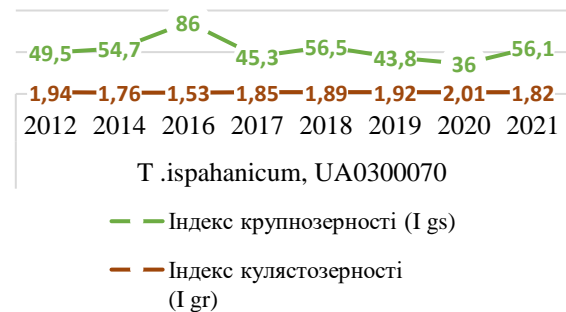 86
49,5 54,7 45,3 56,5 43,8 36 56,1
1,94 1,76 1,53 1,85 1,89 1,92 2,01 1,82
2012 2014 2016 2017 2018 2019 2020 2021
T .ispahanicum, UA0300070
Індекс крупнозерності (I gs)
Індекс кулястозерності
(I gr)